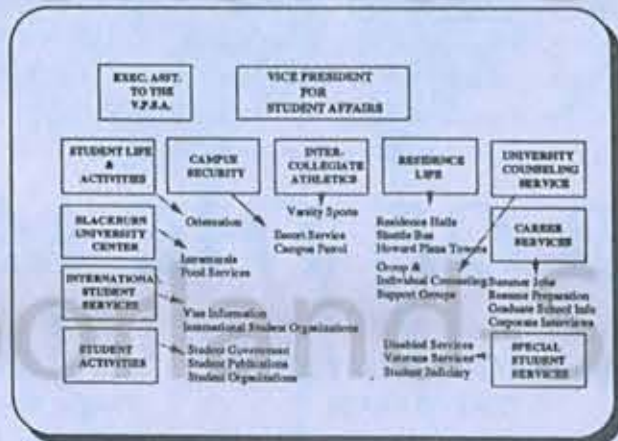 EXEC. ASST.
TO THE
V.P.S.A.
VICE PRESIDENT
FOR
STUDENT AFFAIRS
STUDENT LIFE
&
ACTIVITIES
CAMPUS
SECURITY
INTER-
COLLEGIATE
ATHLETICS
RESIDENCE
LIFE
UNIVERSITY
COUNSELING
SERVICE
Orientation
Escort Service
Campus Patrol
Varsity Sports
Residence Halls
Shuttle Bus
Howard Plaza Towers
Group &
Individual Counseling
Support Groups
BLACKBURN
UNIVERSITY
CENTER
Intramurals
Food Services
CAREER
SERVICES
Summer Jobs
Resume Preparation
Graduate School Info
Corporate Interviews
INTERNATIONAL
STUDENT
SERVICES
Visa Information
International Student Organizations
STUDENT
ACTIVITIES
Student Government
Student Publications
Student Organizations
Disabled Services
Veterans Services
Student Judiciary
SPECIAL
STUDENT
SERVICES